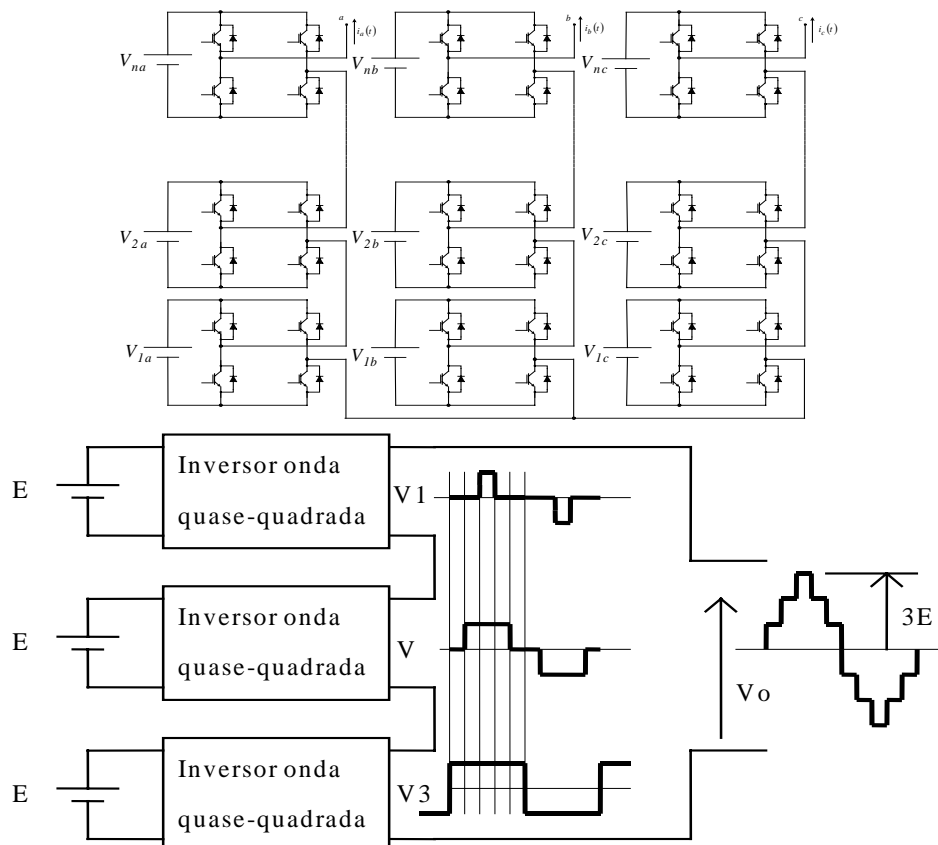 a i_a(t) b i_b(t) c i_c(t)
V_na V_nb V_nc
V_2a V_2b V_2c
V_1a V_1b V_1c
E
Inversor onda
quase-quadrada
V1
E
Inversor onda
quase-quadrada
V
3E
Vo
E
Inversor onda
quase-quadrada
V3